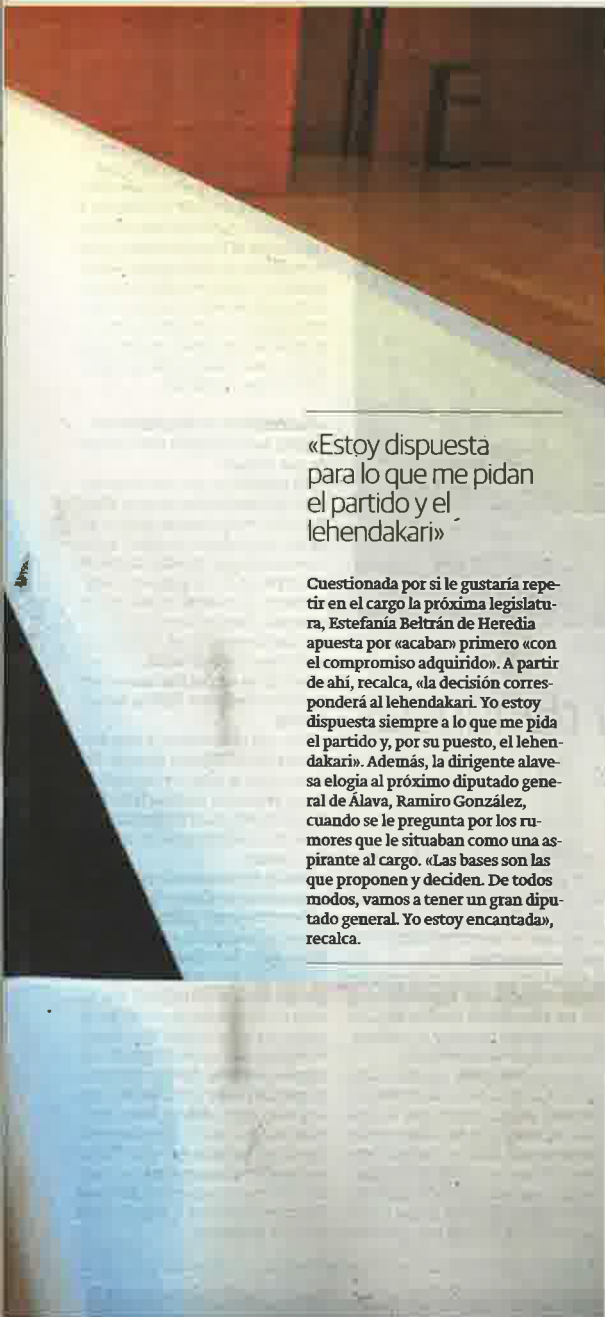 «Estoy dispuesta
para lo que me pidan
el partido y el
lehendakari»
Cuestionada por si le gustaría repe-
tir en el cargo la próxima legislatu-
ra, Estefanía Beltrán de Heredia
apuesta por «acabar» primero «con
el compromiso adquirido». A partir
de ahí, recalca, «la decisión corres-
ponderá al lehendakari. Yo estoy
dispuesta siempre a lo que me pida
el partido y, por su puesto, el lehen-
dakari». Además, la dirigente alave-
sa elogia al próximo diputado gene-
ral de Álava, Ramiro González,
cuando se le pregunta por los ru-
mores que le situaban como una as-
pirante al cargo. «Las bases son las
que proponen y deciden. De todos
modos, vamos a tener un gran dipu-
tado general. Yo estoy encantada»,
recalca.